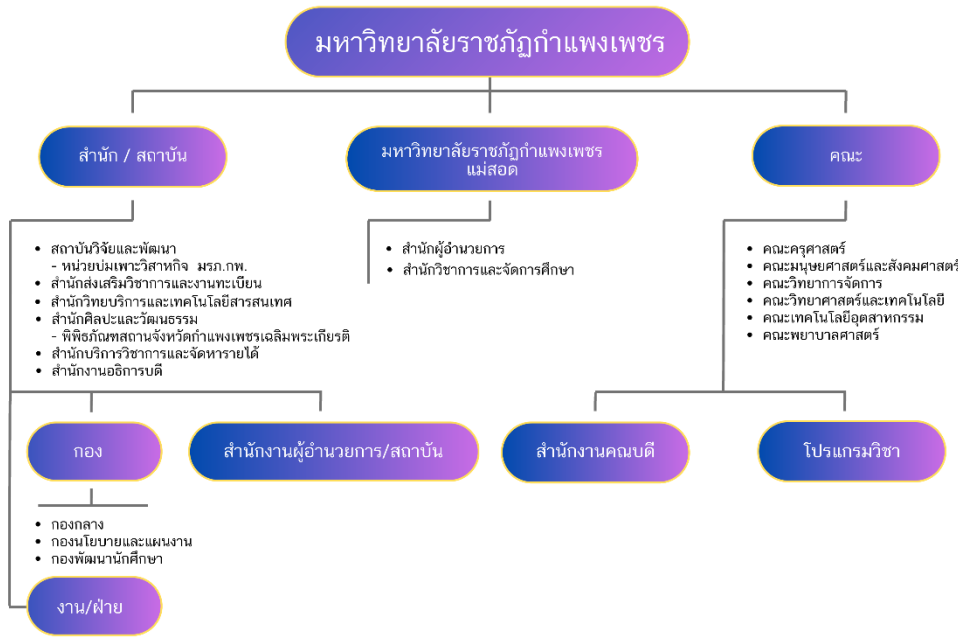 มหาวิทยาลัยราชภัฏกำแพงเพชร
สำนัก / สถาบัน
มหาวิทยาลัยราชภัฏกำแพงเพชร
แม่สอด
คณะ
• สถาบันวิจัยและพัฒนา
- หน่วยบ่มเพาะวิสาหกิจ มรภ.กพ.
• สำนักส่งเสริมวิชาการและงานทะเบียน
• สำนักวิทยบริการและเทคโนโลยีสารสนเทศ
• สำนักศิลปะและวัฒนธรรม
- พิพิธภัณฑสถานจังหวัดกำแพงเพชรเฉลิมพระเกียรติ
• สำนักบริการวิชาการและจัดหารายได้
• สำนักงานอธิการบดี
• สำนักผู้อำนวยการ
• สำนักวิชาการและจัดการศึกษา
• คณะครุศาสตร์
• คณะมนุษยศาสตร์และสังคมศาสตร์
• คณะวิทยาการจัดการ
• คณะวิทยาศาสตร์และเทคโนโลยี
• คณะเทคโนโลยีอุตสาหกรรม
• คณะพยาบาลศาสตร์
กอง
สำนักงานผู้อำนวยการ/สถาบัน
สำนักงานคณบดี
โปรแกรมวิชา
• กองกลาง
• กองนโยบายและแผนงาน
• กองพัฒนานักศึกษา
งาน/ฝ่าย